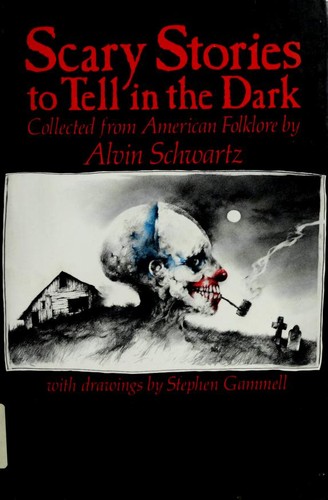 Scary Stories
to Tell in the Dark
Collected from American Folklore by
Alvin Schwartz
with drawings by Stephen Gammell